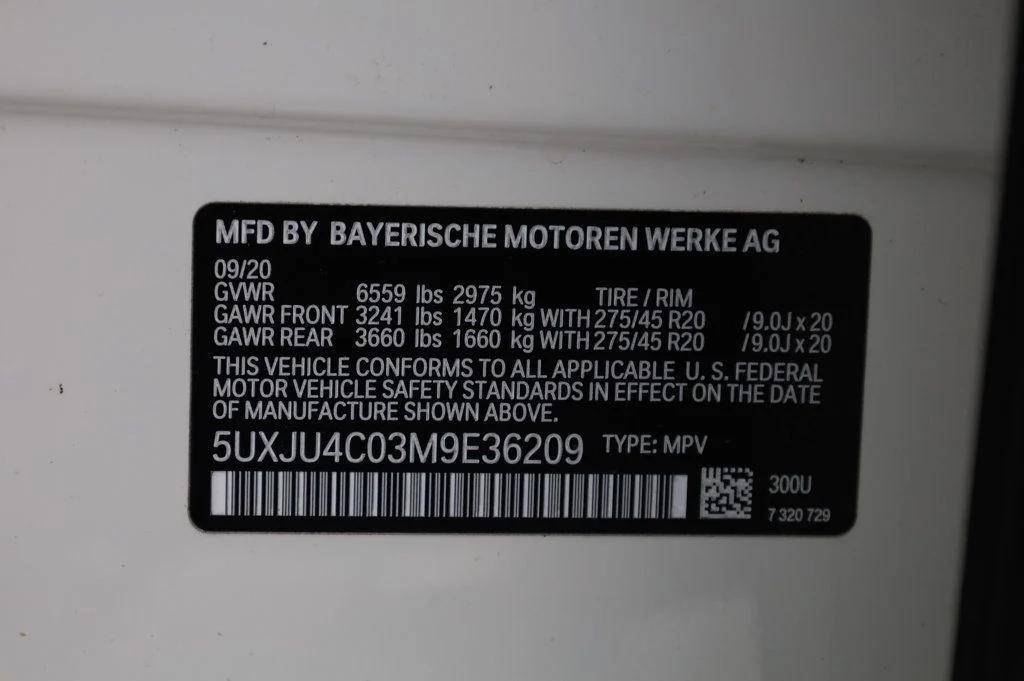 MFD BY BAYERISCHE MOTOREN WERKE AG
09/20
GVWR 6559 lbs 2975 kg TIRE / RIM
GAWR FRONT 3241 lbs 1470 kg WITH 275/45 R20 /9.0J x 20
GAWR REAR 3660 lbs 1660 kg WITH 275/45 R20 /9.0J x 20
THIS VEHICLE CONFORMS TO ALL APPLICABLE U. S. FEDERAL
MOTOR VEHICLE SAFETY STANDARDS IN EFFECT ON THE DATE
OF MANUFACTURE SHOWN ABOVE.
5UXJU4C03M9E36209 TYPE: MPV
300U
7 320 729